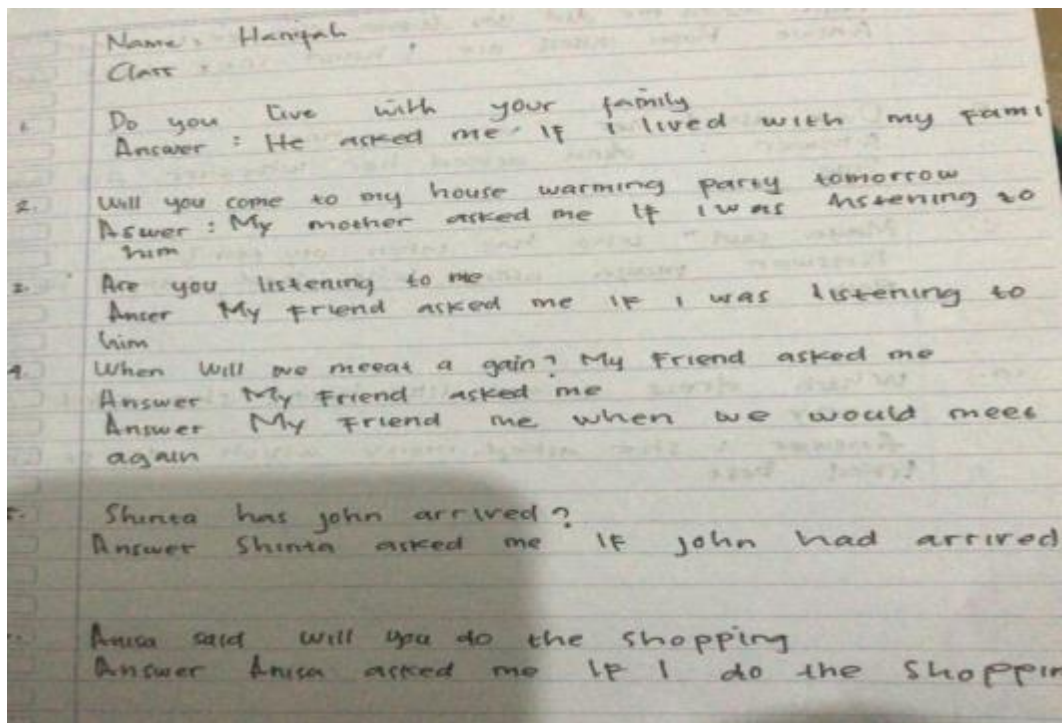 Name: Haniyah
Class
1. Do you live with your family
Answer : He asked me If I lived with my fami
2. Will you come to my house warming party tomorrow
Aswer : My mother asked me If I was listening to
him
3. Are you listening to me
Anser My Friend asked me If I was listening to
him
4. When Will we meeat a gain? My Friend asked me
Answer My Friend asked me
Answer My Friend me when we would meet
again
Shinta has john arrived?
Answer Shinta asked me IF john had arrived
Anisa said will you do the shopping
Answer Anisa asked me If I do the Shoppin